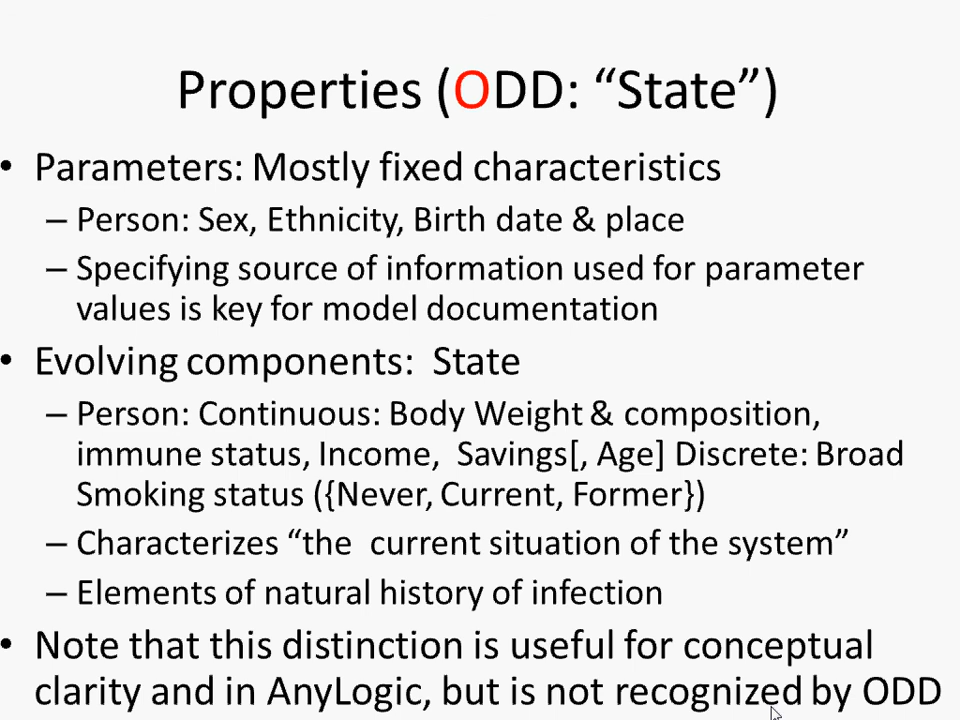 Properties (ODD: “State”)
• Parameters: Mostly fixed characteristics
– Person: Sex, Ethnicity, Birth date & place
– Specifying source of information used for parameter
values is key for model documentation
• Evolving components:  State
– Person: Continuous: Body Weight & composition,
immune status, Income,  Savings[, Age] Discrete: Broad
Smoking status ({Never, Current, Former})
– Characterizes “the  current situation of the system”
– Elements of natural history of infection
• Note that this distinction is useful for conceptual
clarity and in AnyLogic, but is not recognized by ODD